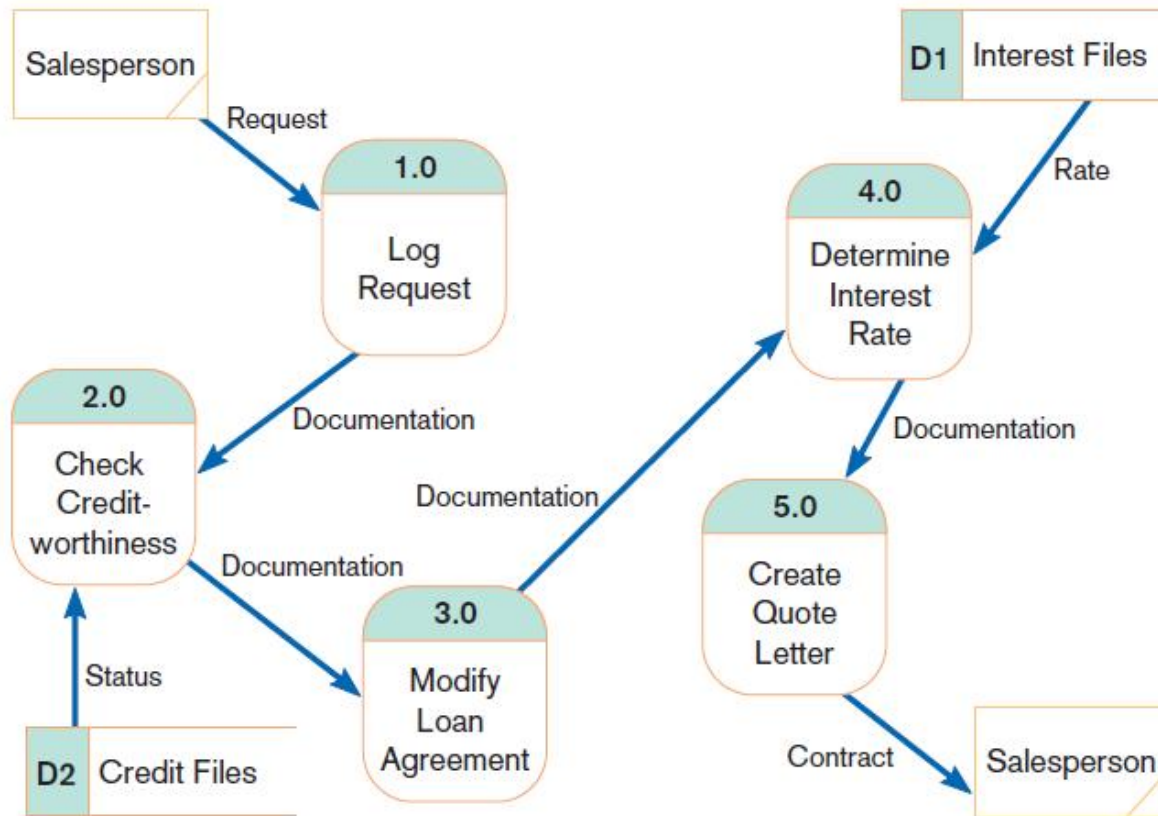 Salesperson
Request
1.0
Log
Request
Documentation
2.0
Check
Credit-
worthiness
Status
D2 Credit Files
Documentation
3.0
Modify
Loan
Agreement
Documentation
D1 Interest Files
Rate
4.0
Determine
Interest
Rate
Documentation
5.0
Create
Quote
Letter
Contract
Salesperson